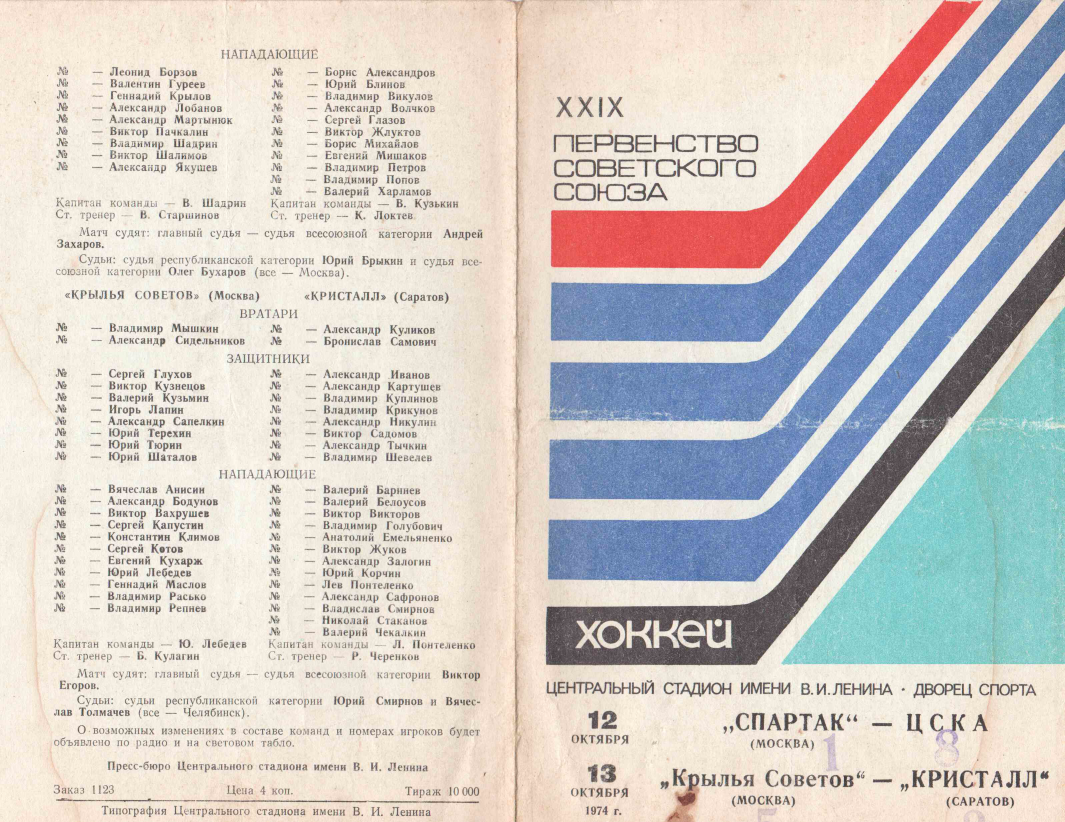 НАПАДАЮЩИЕ
№ — Леонид Борзов
№ — Валентин Гуреев
№ — Геннадий Крылов
№ — Александр Лобанов
№ — Александр Мартынюк
№ — Виктор Пачкалин
№ — Владимир Шадрин
№ — Виктор Шалимов
№ — Александр Якушев
Капитан команды — В. Шадрин
Ст. тренер — В. Старшинов
№ — Борис Александров
№ — Юрий Блинов
№ — Владимир Викулов
№ — Александр Волчков
№ — Сергей Глазов
№ — Виктор Жлуктов
№ — Борис Михайлов
№ — Евгений Мишаков
№ — Владимир Петров
№ — Владимир Попов
№ — Валерий Харламов
Капитан команды — В. Кузькин
Ст. тренер — К. Локтев
Матч судят: главный судья — судья всесоюзной категории Андрей
Захаров.
Судьи: судья республиканской категории Юрий Брыкин и судья все-
союзной категории Олег Бухаров (все — Москва).
«КРЫЛЬЯ СОВЕТОВ» (Москва) «КРИСТАЛЛ» (Саратов)
ВРАТАРИ
№ — Владимир Мышкин
№ — Александр Сидельников
№ — Александр Куликов
№ — Бронислав Самович
ЗАЩИТНИКИ
№ — Сергей Глухов
№ — Виктор Кузнецов
№ — Валерий Кузьмин
№ — Игорь Лапин
№ — Александр Сапелкин
№ — Юрий Терехин
№ — Юрий Тюрин
№ — Юрий Шаталов
№ — Александр Иванов
№ — Александр Картушев
№ — Владимир Куплинов
№ — Владимир Крикунов
№ — Александр Никулин
№ — Виктор Садомов
№ — Александр Тычкин
№ — Владимир Шевелев
НАПАДАЮЩИЕ
№ — Вячеслав Анисин
№ — Александр Бодунов
№ — Виктор Вахрушев
№ — Сергей Капустин
№ — Константин Климов
№ — Сергей Котов
№ — Евгений Кухарж
№ — Юрий Лебедев
№ — Геннадий Маслов
№ — Владимир Расько
№ — Владимир Репнев
Капитан команды — Ю. Лебедев
Ст. тренер — Б. Кулагин
№ — Валерий Баринев
№ — Валерий Белоусов
№ — Виктор Викторов
№ — Владимир Голубович
№ — Анатолий Емельяненко
№ — Виктор Жуков
№ — Александр Залогин
№ — Юрий Корчин
№ — Лев Понтеленко
№ — Александр Сафронов
№ — Владислав Смирнов
№ — Николай Стаканов
№ — Валерий Чекалкин
Капитан команды — Л. Понтеленко
Ст. тренер — Р. Черенков
Матч судят: главный судья — судья всесоюзной категории Виктор
Егоров.
Судьи: судьи республиканской категории Юрий Смирнов и Вячес-
лав Толмачев (все — Челябинск).
О возможных изменениях в составе команд и номерах игроков будет
объявлено по радио и на световом табло.
Пресс-бюро Центрального стадиона имени В. И. Ленина
Заказ 1123 Цена 4 коп. Тираж 10 000
Типография Центрального стадиона имени В. И. Ленина
XXIX
ПЕРВЕНСТВО
СОВЕТСКОГО
СОЮЗА
ХОККЕЙ
ЦЕНТРАЛЬНЫЙ СТАДИОН ИМЕНИ В.И.ЛЕНИНА · ДВОРЕЦ СПОРТА
12
ОКТЯБРЯ
„СПАРТАК“ — ЦСКА
(МОСКВА)
1 8
13
ОКТЯБРЯ
1974 г.
„Крылья Советов“ — „КРИСТАЛЛ“
(МОСКВА) (САРАТОВ)